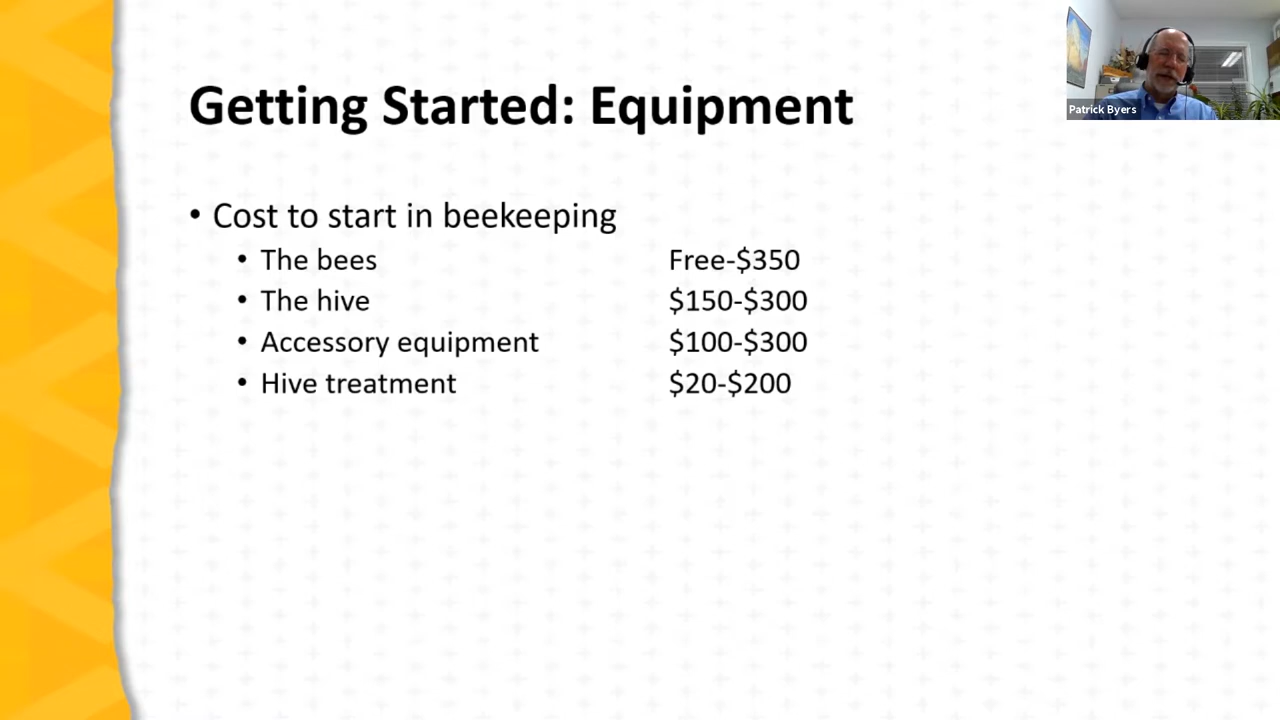 Getting Started: Equipment
Patrick Byers
• Cost to start in beekeeping
• The bees Free-$350
• The hive $150-$300
• Accessory equipment $100-$300
• Hive treatment $20-$200